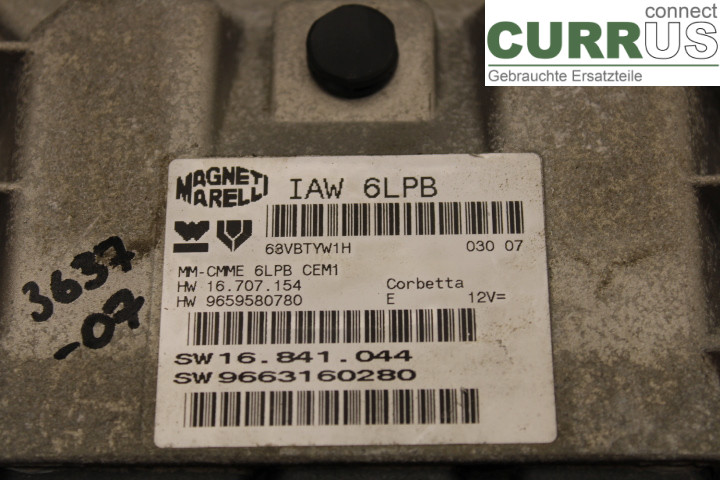 connect
CURRUS
Gebrauchte Ersatzteile
MAGNETI MARELLI
IAW 6LPB
68VBTYW1H 030 07
MM-CMME 6LPB CEM1
HW 16.707.154 Corbetta
HW 9659580780 E 12V=
SW16.841.044
SW9663160280
3637
-07